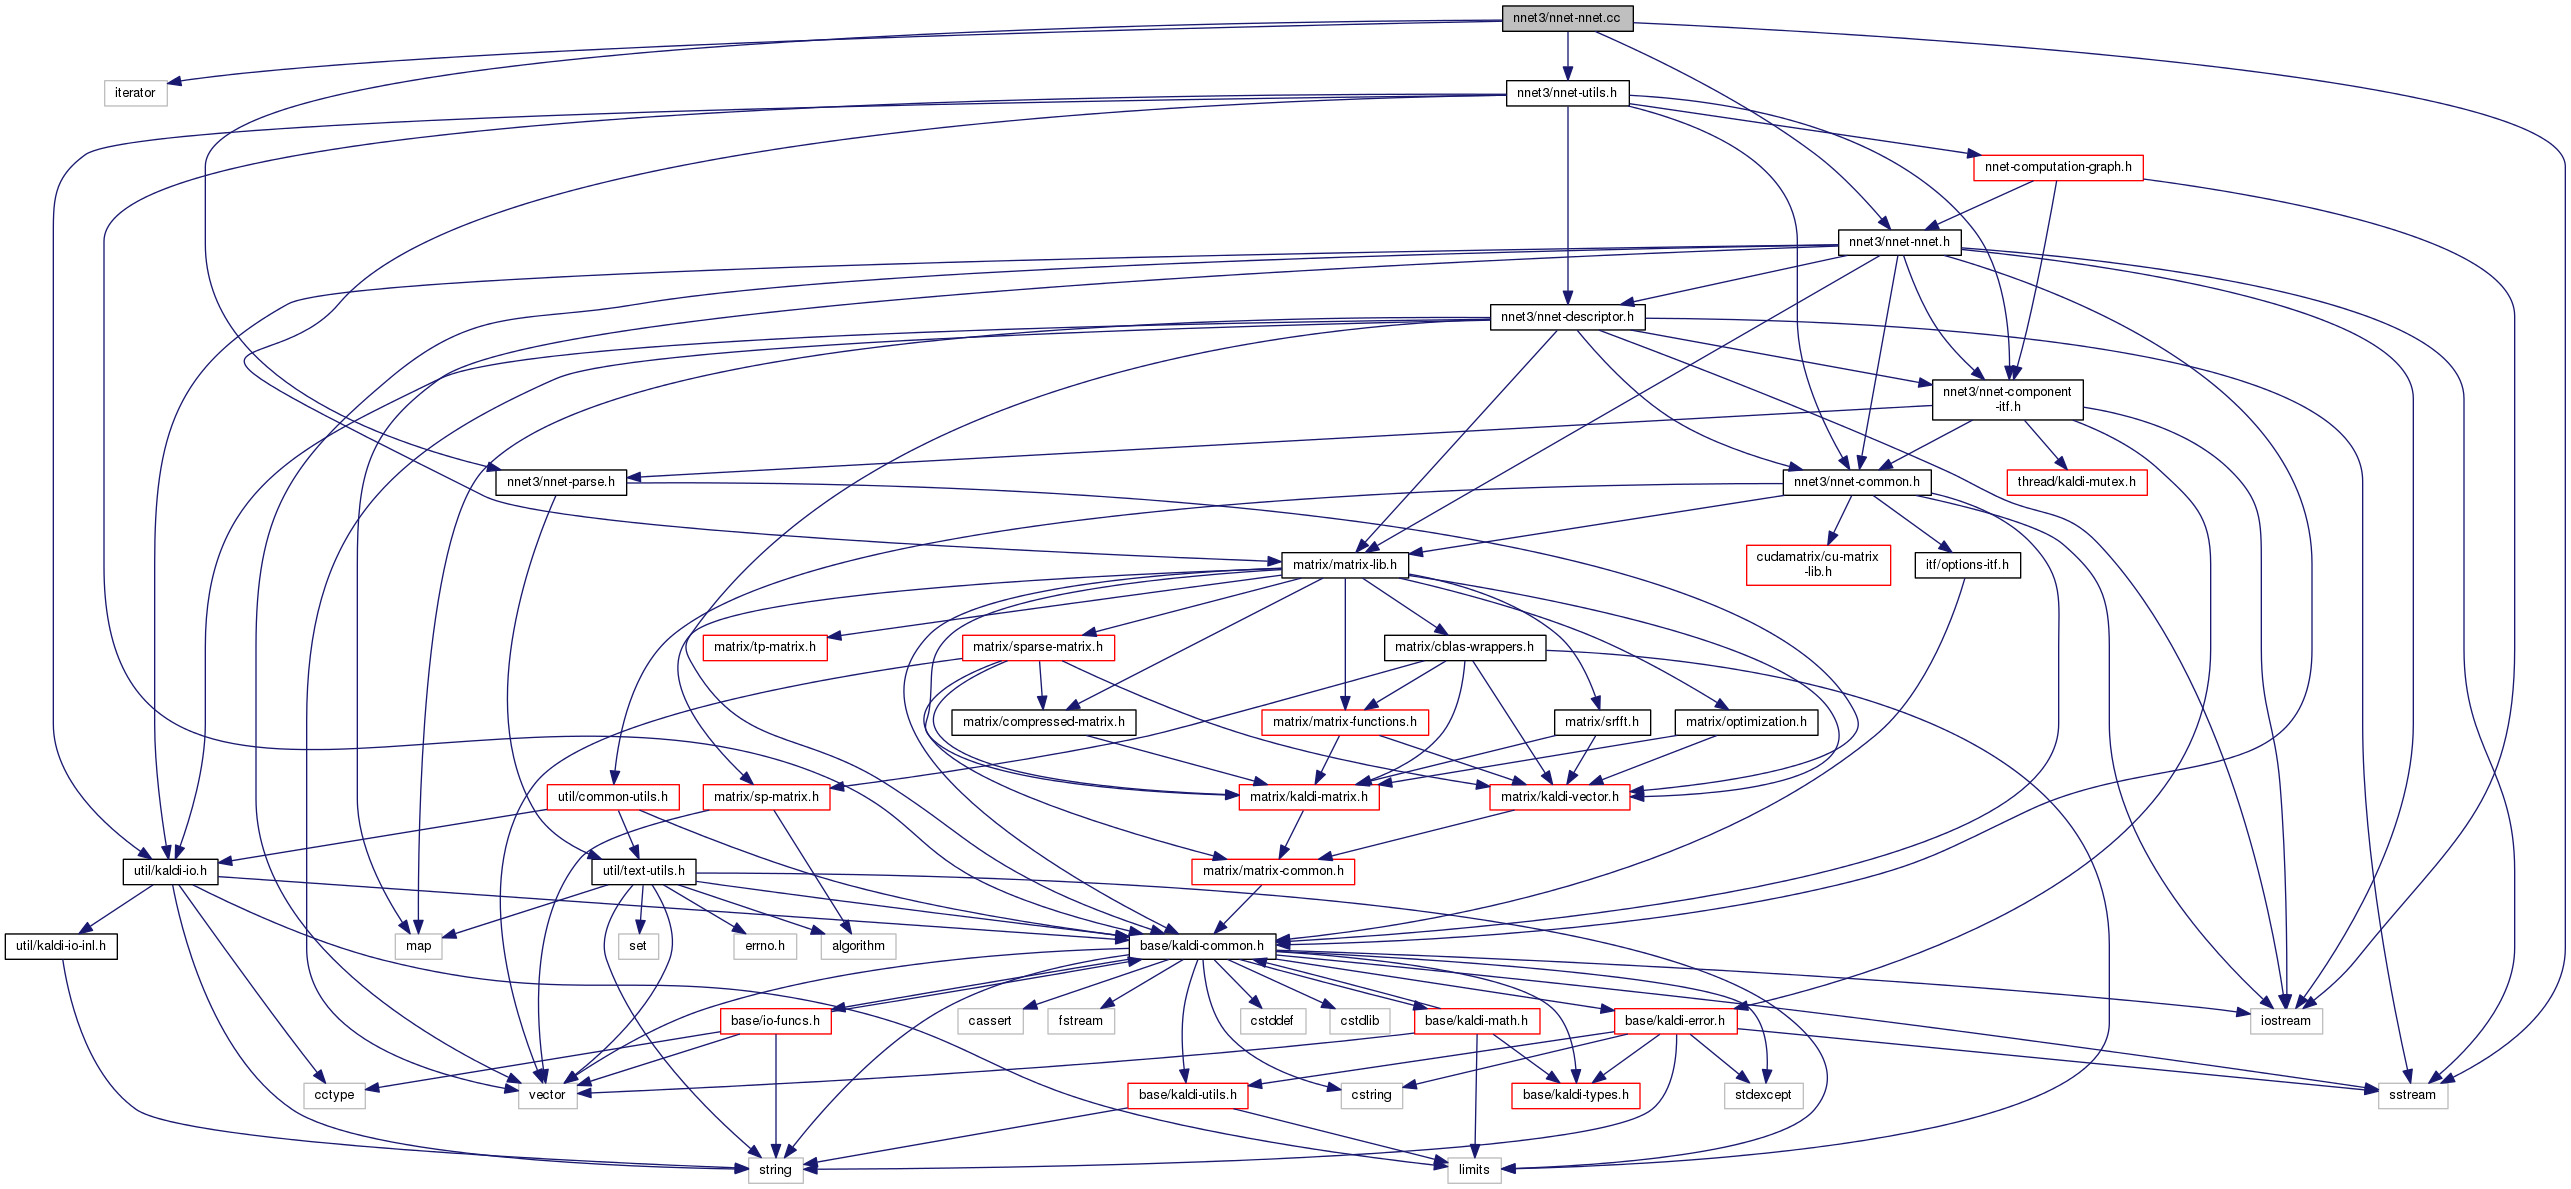 nnet3/nnet-nnet.cc
iterator
nnet3/nnet-utils.h
nnet-computation-graph.h
nnet3/nnet-nnet.h
nnet3/nnet-descriptor.h
nnet3/nnet-component
-itf.h
nnet3/nnet-parse.h
nnet3/nnet-common.h
thread/kaldi-mutex.h
matrix/matrix-lib.h
cudamatrix/cu-matrix
-lib.h
itf/options-itf.h
matrix/tp-matrix.h
matrix/sparse-matrix.h
matrix/cblas-wrappers.h
matrix/compressed-matrix.h
matrix/matrix-functions.h
matrix/srfft.h
matrix/optimization.h
util/common-utils.h
matrix/sp-matrix.h
matrix/kaldi-matrix.h
matrix/kaldi-vector.h
util/kaldi-io.h
util/text-utils.h
matrix/matrix-common.h
util/kaldi-io-inl.h
map
set
errno.h
algorithm
base/kaldi-common.h
base/io-funcs.h
cassert
fstream
cstddef
cstdlib
base/kaldi-math.h
base/kaldi-error.h
iostream
cctype
vector
base/kaldi-utils.h
cstring
base/kaldi-types.h
stdexcept
sstream
string
limits